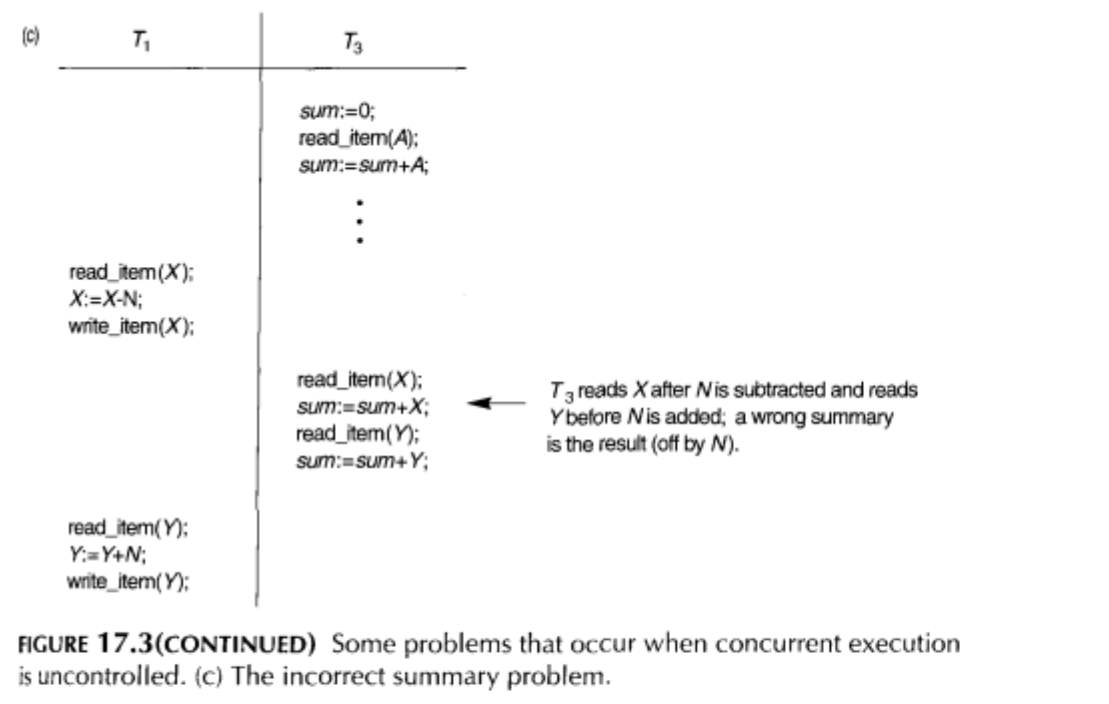 (c) T1 T3
sum:=0;
read_item(A);
sum:=sum+A;
read_item(X);
X:=X-N;
write_item(X);
read_item(X);
sum:=sum+X;
read_item(Y);
sum:=sum+Y;
T3 reads X after N is subtracted and reads
Y before N is added; a wrong summary
is the result (off by N).
read_item(Y);
Y:=Y+N;
write_item(Y);
FIGURE 17.3(CONTINUED) Some problems that occur when concurrent execution
is uncontrolled. (c) The incorrect summary problem.